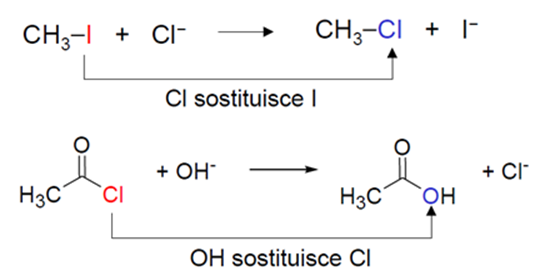 CH₃–I + Cl⁻ → CH₃–Cl + I⁻
Cl sostituisce I
O O
H₃C Cl + OH⁻ → H₃C OH + Cl⁻
OH sostituisce Cl